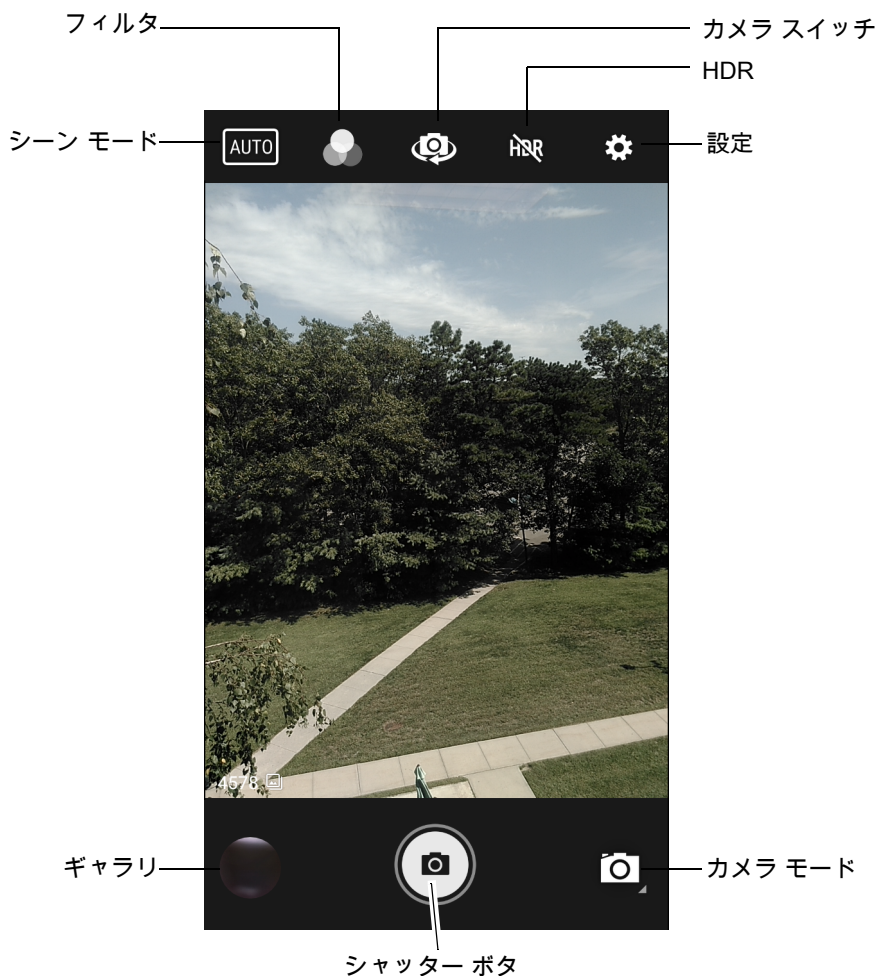 フィルタ
カメラ スイッチ
HDR
シーン モード
AUTO
HDR
設定
4578
ギャラリ
カメラ モード
シャッター ボタ